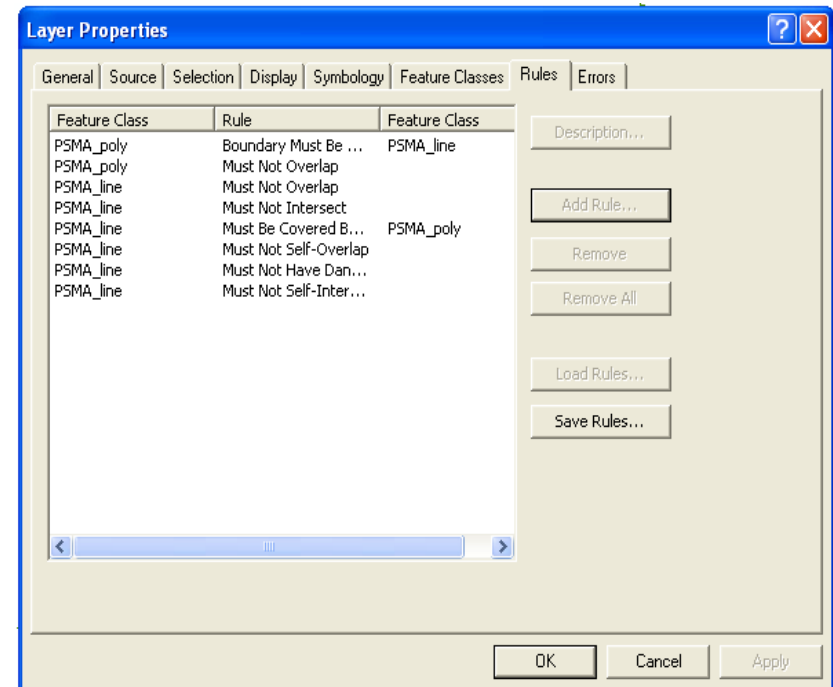 Layer Properties
General Source Selection Display Symbology Feature Classes Rules Errors
Feature Class Rule Feature Class
PSMA_poly Boundary Must Be ... PSMA_line
PSMA_poly Must Not Overlap
PSMA_line Must Not Overlap
PSMA_line Must Not Intersect
PSMA_line Must Be Covered B... PSMA_poly
PSMA_line Must Not Self-Overlap
PSMA_line Must Not Have Dan...
PSMA_line Must Not Self-Inter...
Description...
Add Rule...
Remove
Remove All
Load Rules...
Save Rules...
OK Cancel Apply